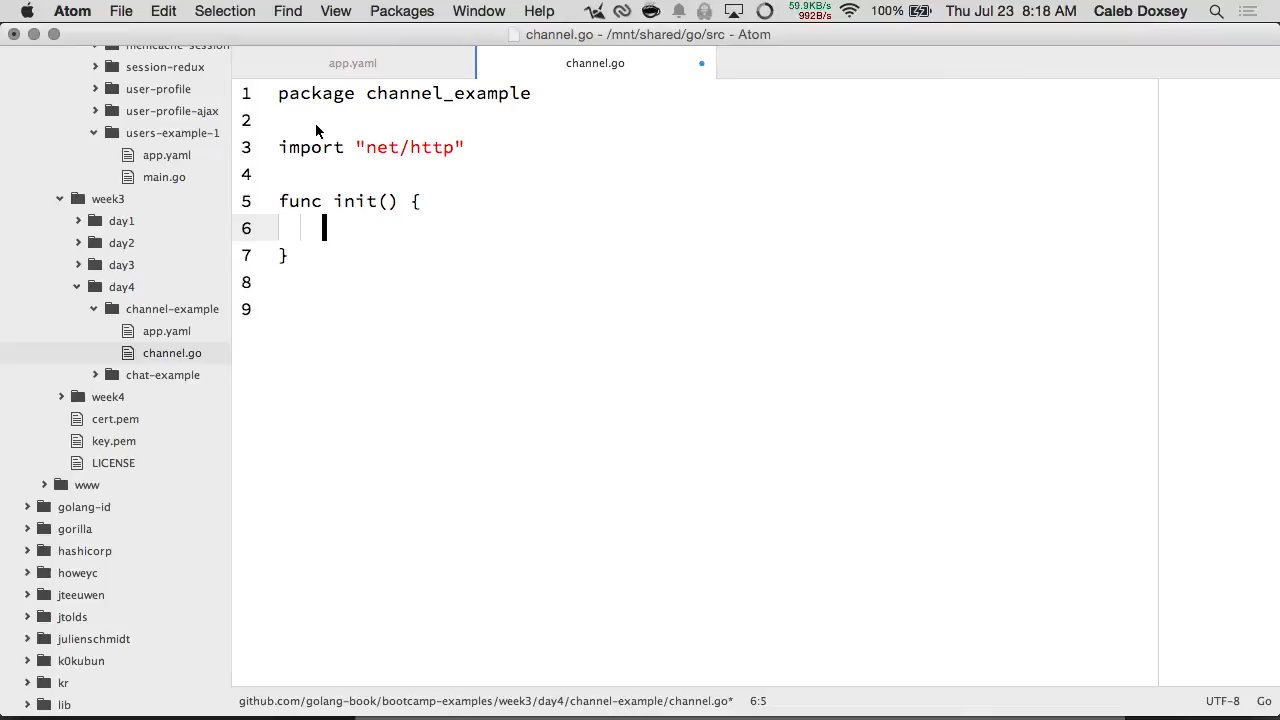 Atom File Edit Selection Find View Packages Window Help 59.9KB/s 992B/s 100% Thu Jul 23 8:18 AM Caleb Doxsey
channel.go - /mnt/shared/go/src - Atom
memcache-session
session-redux
user-profile
user-profile-ajax
users-example-1
app.yaml
main.go
week3
day1
day2
day3
day4
channel-example
app.yaml
channel.go
chat-example
week4
cert.pem
key.pem
LICENSE
www
golang-id
gorilla
hashicorp
howeyc
jteeuwen
jtolds
julienschmidt
k0kubun
kr
lib
app.yaml
channel.go
1 package channel_example
2
3 import "net/http"
4
5 func init() {
6
7 }
8
9
github.com/golang-book/bootcamp-examples/week3/day4/channel-example/channel.go* 6:5 UTF-8 Go